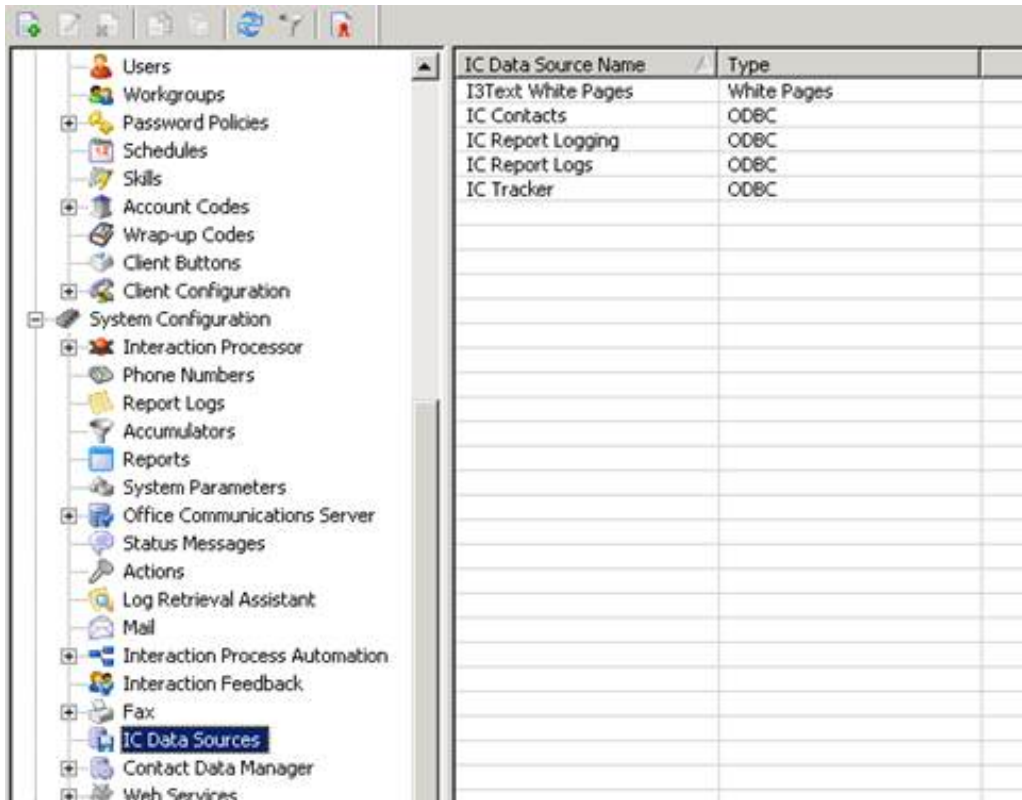 Users
Workgroups
Password Policies
Schedules
Skills
Account Codes
Wrap-up Codes
Client Buttons
Client Configuration
System Configuration
Interaction Processor
Phone Numbers
Report Logs
Accumulators
Reports
System Parameters
Office Communications Server
Status Messages
Actions
Log Retrieval Assistant
Mail
Interaction Process Automation
Interaction Feedback
Fax
IC Data Sources
Contact Data Manager
Web Services
IC Data Source Name Type
I3Text White Pages White Pages
IC Contacts ODBC
IC Report Logging ODBC
IC Report Logs ODBC
IC Tracker ODBC